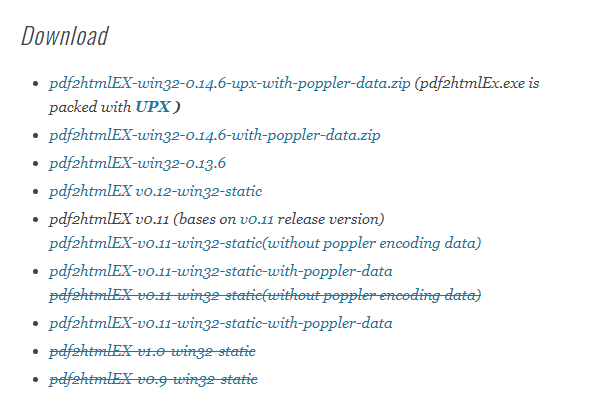 Download
pdf2htmlEX-win32-0.14.6-upx-with-poppler-data.zip (pdf2htmlEx.exe is
packed with UPX )
pdf2htmlEX-win32-0.14.6-with-poppler-data.zip
pdf2htmlEX-win32-0.13.6
pdf2htmlEX v0.12-win32-static
pdf2htmlEX v0.11 (bases on v0.11 release version)
pdf2htmlEX-v0.11-win32-static(without poppler encoding data)
pdf2htmlEX-v0.11-win32-static-with-poppler-data
pdf2htmlEX-v0.11-win32-static(without poppler encoding data)
pdf2htmlEX-v0.11-win32-static-with-poppler-data
pdf2htmlEX-v1.0-win32-static
pdf2htmlEX-v0.9-win32-static